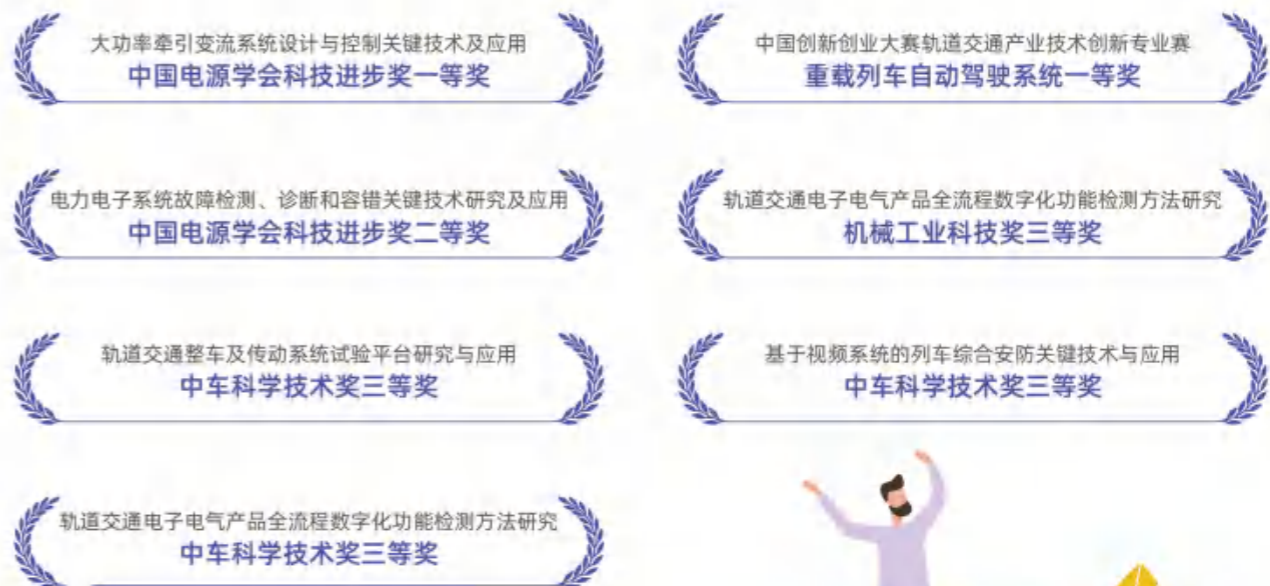 大功率牵引变流系统设计与控制关键技术及应用
中国电源学会科技进步奖一等奖
中国创新创业大赛轨道交通产业技术创新专业赛
重载列车自动驾驶系统一等奖
电力电子系统故障检测、诊断和容错关键技术研究及应用
中国电源学会科技进步奖二等奖
轨道交通电子电气产品全流程数字化功能检测方法研究
机械工业科技奖三等奖
轨道交通整车及传动系统试验平台研究与应用
中车科学技术奖三等奖
基于视频系统的列车综合安防关键技术与应用
中车科学技术奖三等奖
轨道交通电子电气产品全流程数字化功能检测方法研究
中车科学技术奖三等奖